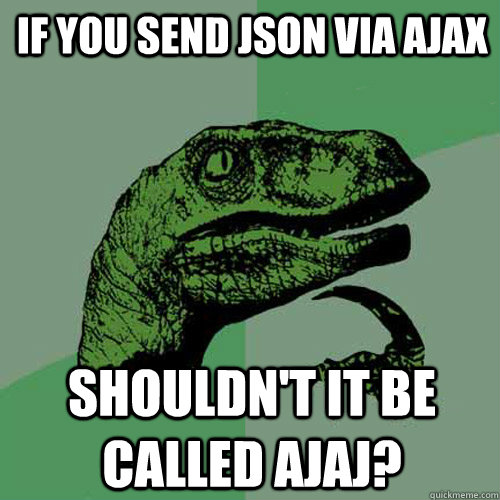 IF YOU SEND JSON VIA AJAX
SHOULDN'T IT BE
CALLED AJAJ?
quickmeme.com